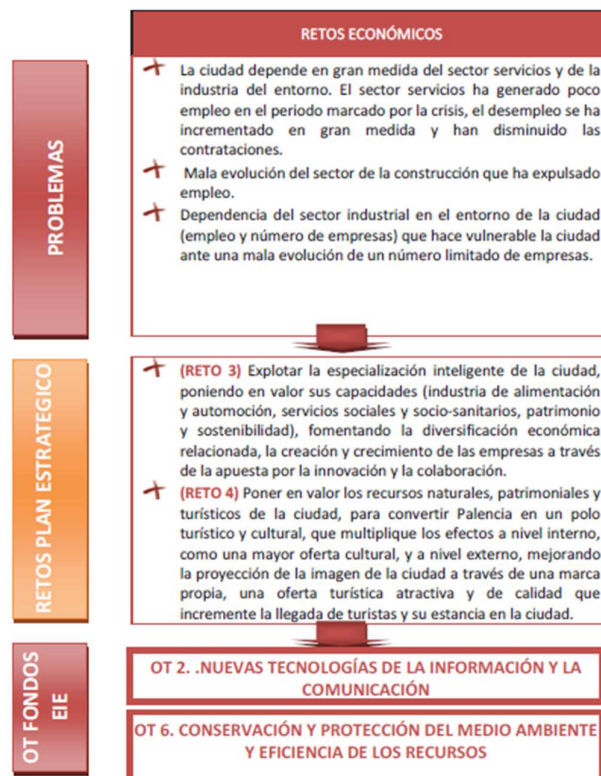 RETOS ECONÓMICOS
PROBLEMAS
La ciudad depende en gran medida del sector servicios y de la
industria del entorno. El sector servicios ha generado poco
empleo en el periodo marcado por la crisis, el desempleo se ha
incrementado en gran medida y han disminuido las
contrataciones.
Mala evolución del sector de la construcción que ha expulsado
empleo.
Dependencia del sector industrial en el entorno de la ciudad
(empleo y número de empresas) que hace vulnerable la ciudad
ante una mala evolución de un número limitado de empresas.
RETOS PLAN ESTRATEGICO
(RETO 3) Explotar la especialización inteligente de la ciudad,
poniendo en valor sus capacidades (industria de alimentación
y automoción, servicios sociales y socio-sanitarios, patrimonio
y sostenibilidad), fomentando la diversificación económica
relacionada, la creación y crecimiento de las empresas a través
de la apuesta por la innovación y la colaboración.
(RETO 4) Poner en valor los recursos naturales, patrimoniales y
turísticos de la ciudad, para convertir Palencia en un polo
turístico y cultural, que multiplique los efectos a nivel interno,
como una mayor oferta cultural, y a nivel externo, mejorando
la proyección de la imagen de la ciudad a través de una marca
propia, una oferta turística atractiva y de calidad que
incremente la llegada de turistas y su estancia en la ciudad.
OT FONDOS
EIE
OT 2. .NUEVAS TECNOLOGÍAS DE LA INFORMACIÓN Y LA
COMUNICACIÓN
OT 6. CONSERVACIÓN Y PROTECCIÓN DEL MEDIO AMBIENTE
Y EFICIENCIA DE LOS RECURSOS